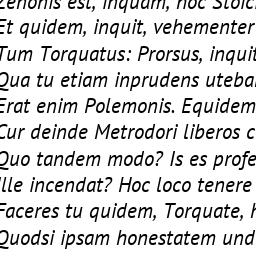 Zenonis est, inquam, hoc Stoic
Et quidem, inquit, vehementer
Tum Torquatus: Prorsus, inquit
Qua tu etiam inprudens uteba
Erat enim Polemonis. Equidem
Cur deinde Metrodori liberos c
Quo tandem modo? Is es profe
Ille incendat? Hoc loco tenere
Faceres tu quidem, Torquate, h
Quodsi ipsam honestatem und